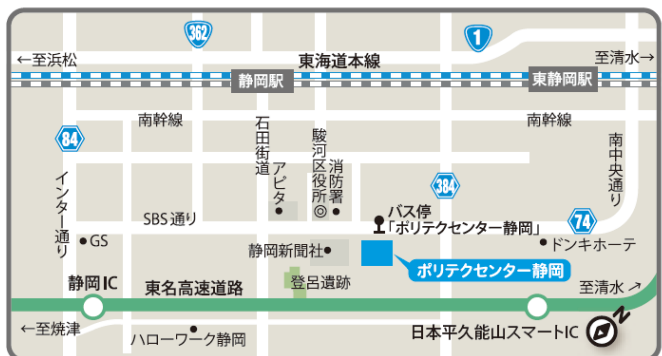 362
1
←至浜松
東海道本線
至清水→
静岡駅
東静岡駅
南幹線
南幹線
84
石田街道
アピタ
駿河区役所
消防署
384
南中央通り
インター通り
SBS通り
バス停
「ポリテクセンター静岡」
74
GS
静岡新聞社
ドンキホーテ
ポリテクセンター静岡
静岡IC
東名高速道路
登呂遺跡
至清水
←至焼津
ハローワーク静岡
日本平久能山スマートIC
N